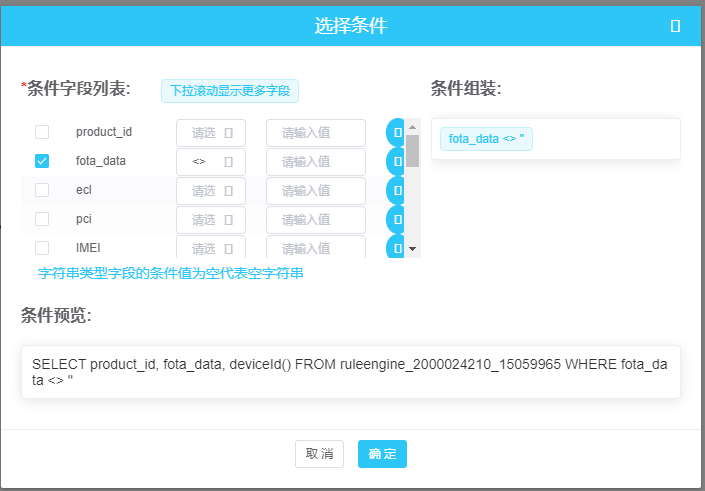 选择条件
*条件字段列表:
下拉滚动显示更多字段
条件组装:
product_id 请选 请输入值
fota_data <> 请输入值
fota_data <> ''
ecl 请选 请输入值
pci 请选 请输入值
IMEI 请选 请输入值
字符串类型字段的条件值为空代表空字符串
条件预览:
SELECT product_id, fota_data, deviceId() FROM ruleengine_2000024210_15059965 WHERE fota_da
ta <> ''
取 消
确 定